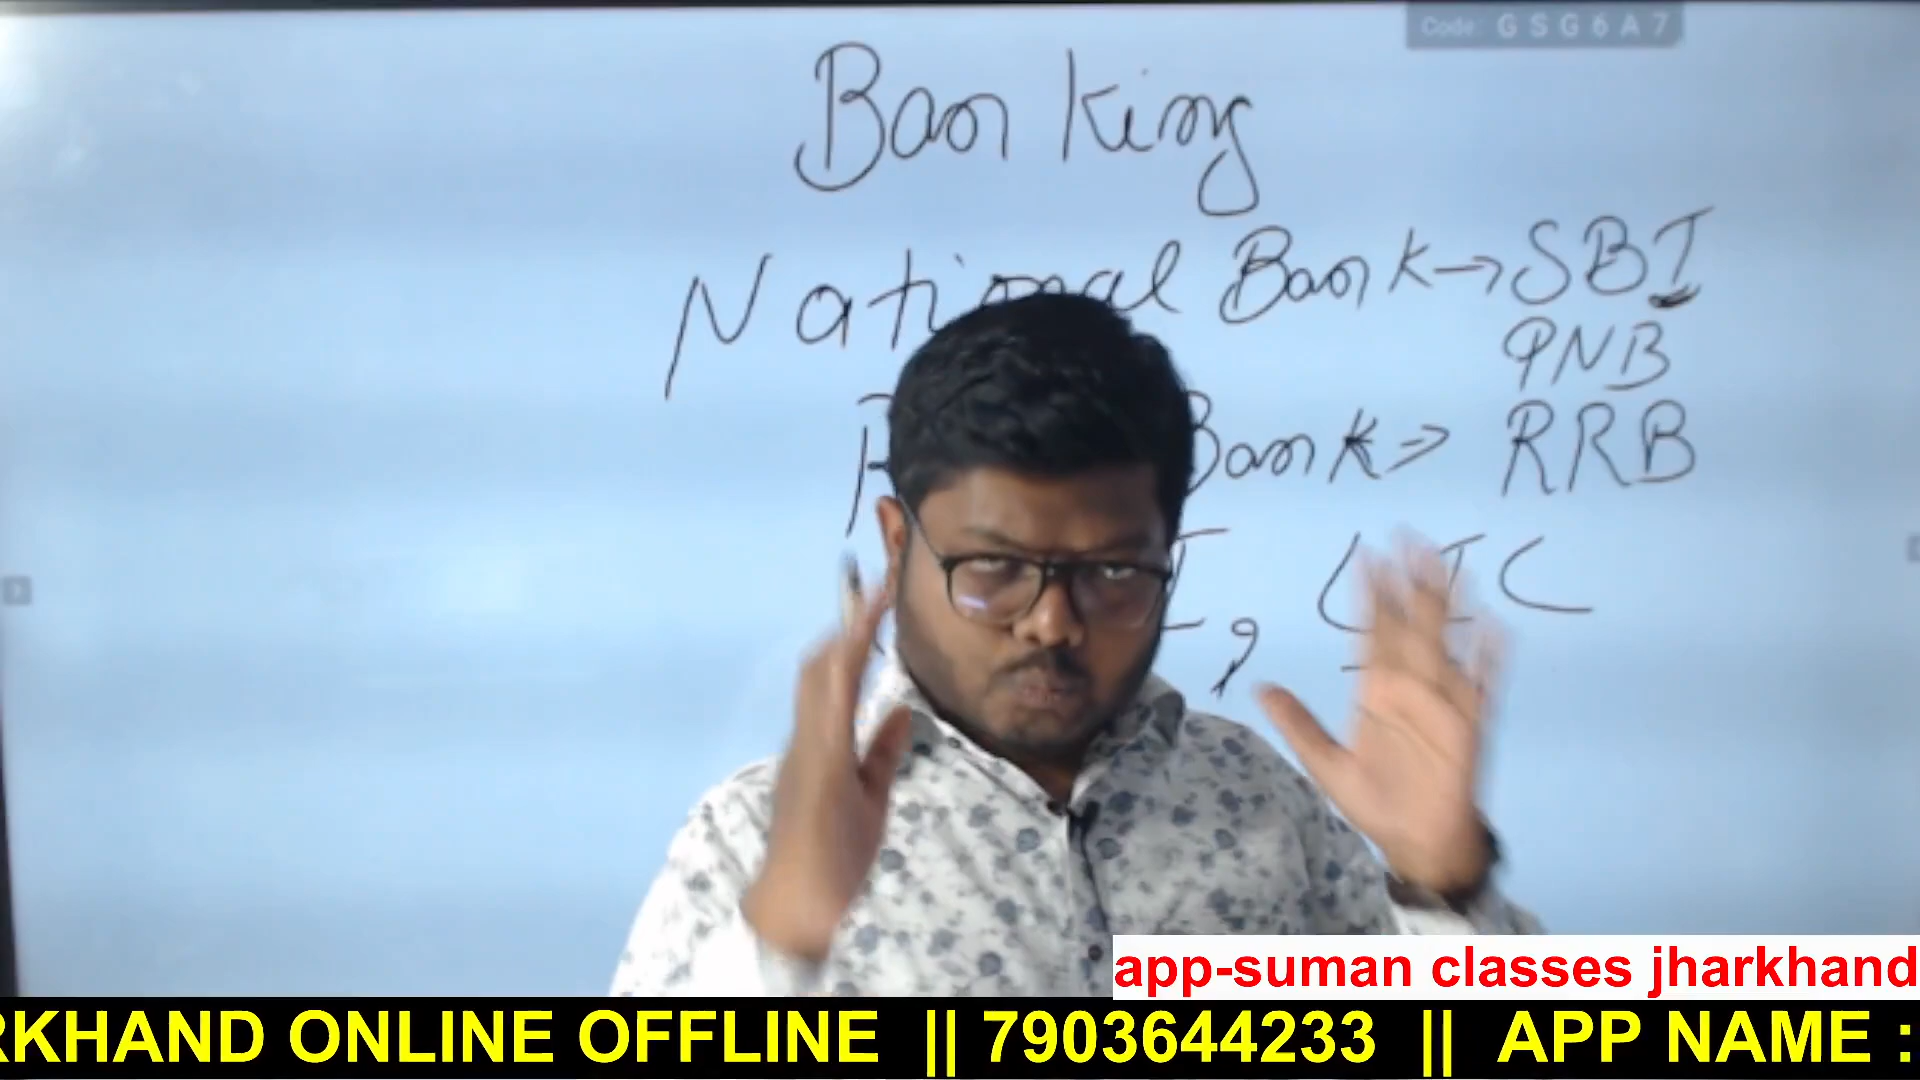 Code: GSG6A7
Banking
National Bank → SBI
PNB
Bank → RRB
, LIC
app-suman classes jharkhand
RKHAND ONLINE OFFLINE || 7903644233 || APP NAME :